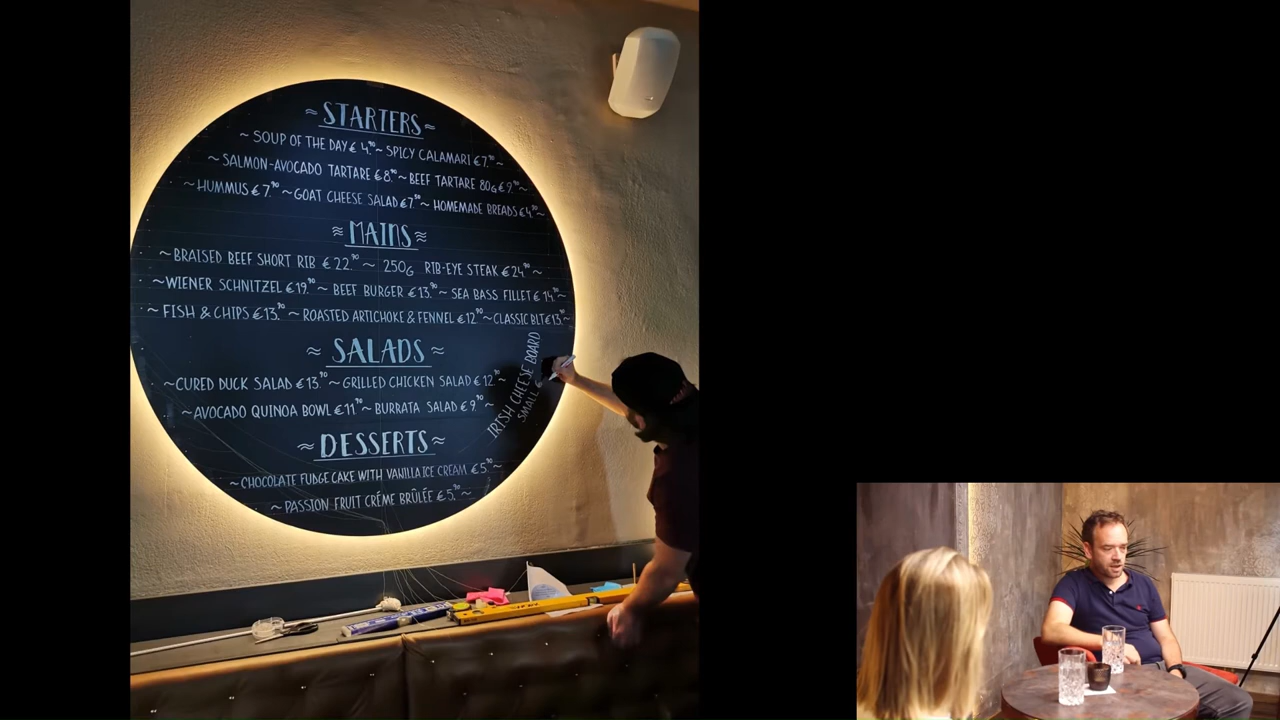 ≈ STARTERS ≈
~ SOUP OF THE DAY € 4.90 ~ SPICY CALAMARI € 7.90 ~
~ SALMON-AVOCADO TARTARE € 8.90 ~ BEEF TARTARE 80G € 9.90 ~
~ HUMMUS € 7.90 ~ GOAT CHEESE SALAD € 7.50 ~ HOMEMADE BREADS € 4.90 ~
≈ MAINS ≈
~ BRAISED BEEF SHORT RIB € 22.90 ~ 250G RIB-EYE STEAK € 24.90 ~
~ WIENER SCHNITZEL € 19.90 ~ BEEF BURGER € 13.90 ~ SEA BASS FILLET € 14.90 ~
~ FISH & CHIPS € 13.90 ~ ROASTED ARTICHOKE & FENNEL € 12.90 ~ CLASSIC BLT € 13.90 ~
≈ SALADS ≈
~ CURED DUCK SALAD € 13.90 ~ GRILLED CHICKEN SALAD € 12.90 ~
~ AVOCADO QUINOA BOWL € 11.90 ~ BURRATA SALAD € 9.90 ~
IRISH CHEESE BOARD
SMALL €
≈ DESSERTS ≈
~ CHOCOLATE FUDGE CAKE WITH VANILLA ICE CREAM € 5.90 ~
~ PASSION FRUIT CRÈME BRÛLÉE € 5.90 ~